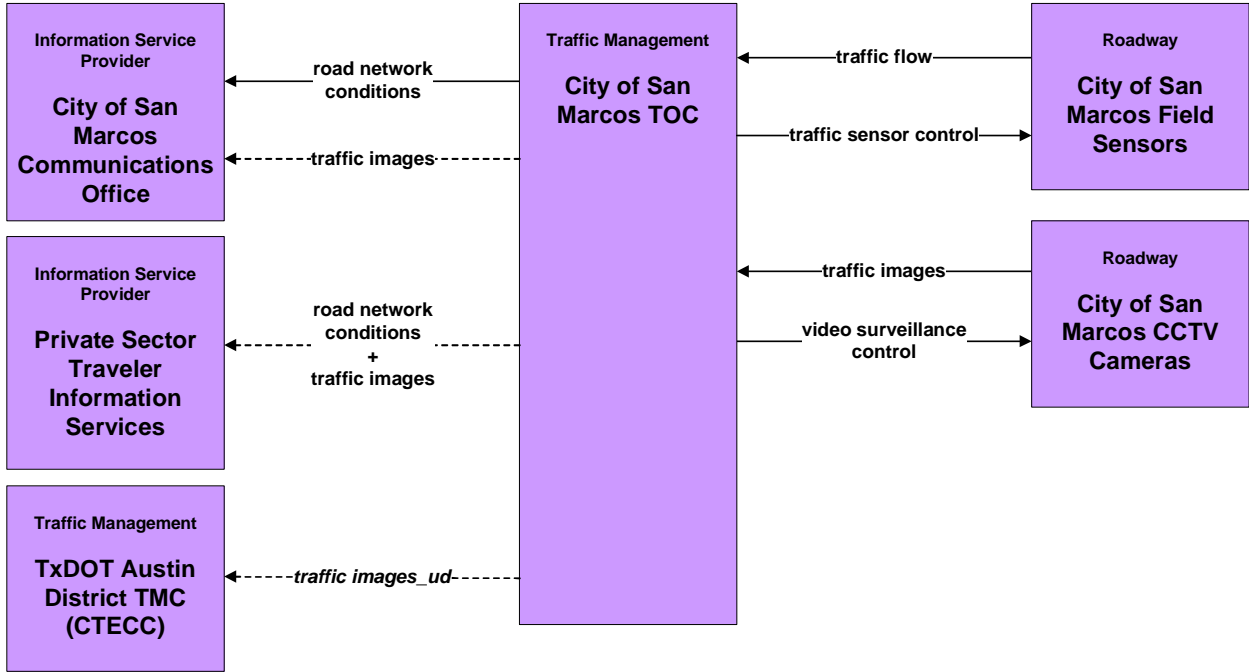 Information Service
Provider
City of San
Marcos
Communications
Office
road network
conditions
traffic images
Information Service
Provider
Private Sector
Traveler
Information
Services
road network
conditions
+
traffic images
Traffic Management
TxDOT Austin
District TMC
(CTECC)
traffic images_ud
Traffic Management
City of San
Marcos TOC
traffic flow
traffic sensor control
Roadway
City of San
Marcos Field
Sensors
traffic images
video surveillance
control
Roadway
City of San
Marcos CCTV
Cameras